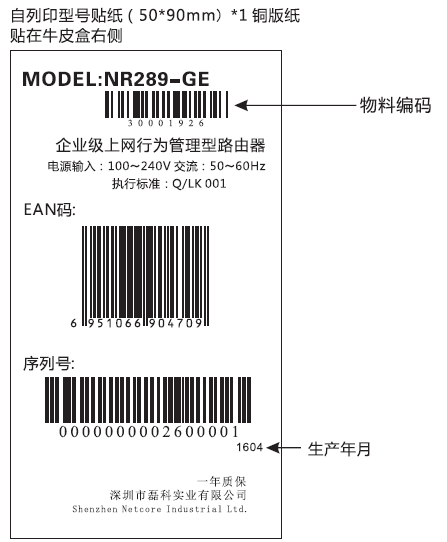 自列印型号贴纸（50*90mm）*1 铜版纸
贴在牛皮盒右侧
MODEL:NR289-GE
30001926
物料编码
企业级上网行为管理型路由器
电源输入：100～240V 交流：50～60Hz
执行标准：Q/LK 001
EAN码:
6 951066 904709
序列号:
0000000002600001
1604
生产年月
一年质保
深圳市磊科实业有限公司
Shenzhen Netcore Industrial Ltd.